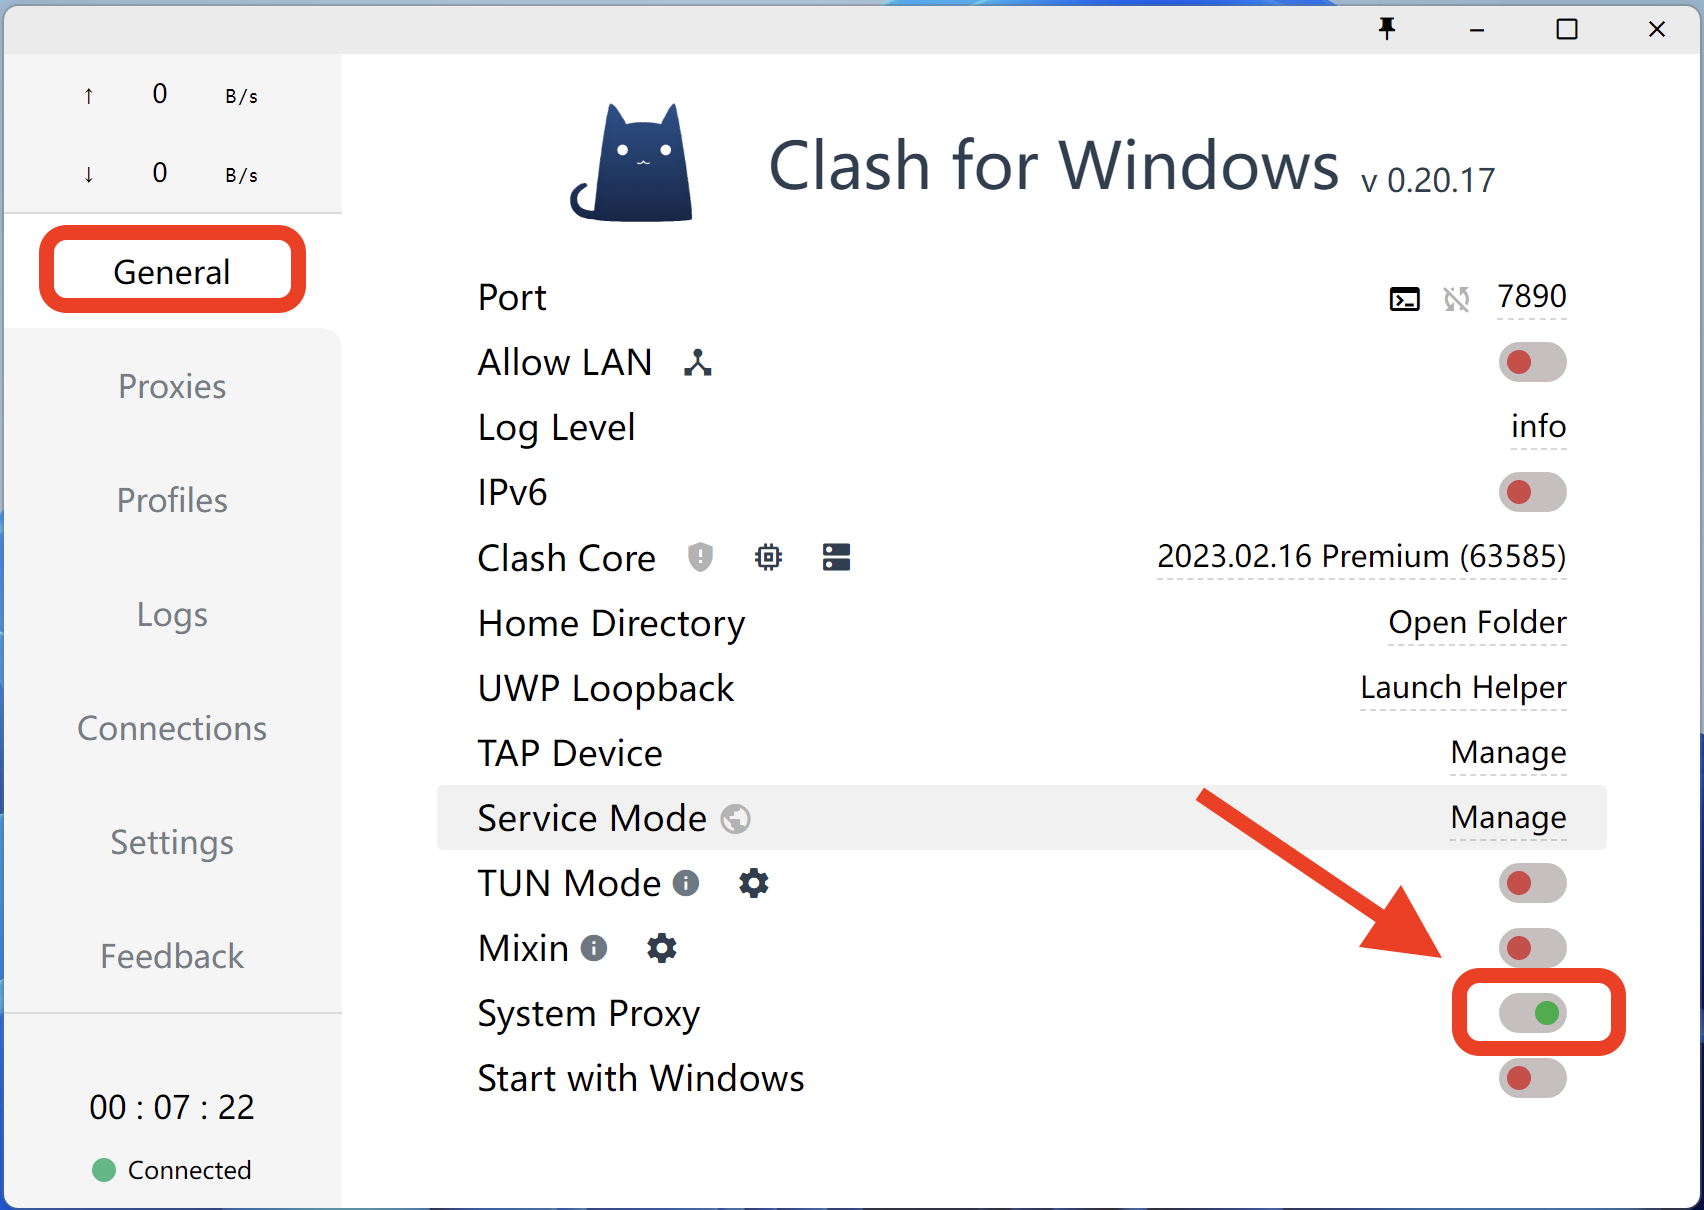 ↑ 0 B/s
↓ 0 B/s
General
Proxies
Profiles
Logs
Connections
Settings
Feedback
00 : 07 : 22
Connected
Clash for Windows v 0.20.17
Port 7890
Allow LAN
Log Level info
IPv6
Clash Core 2023.02.16 Premium (63585)
Home Directory Open Folder
UWP Loopback Launch Helper
TAP Device Manage
Service Mode Manage
TUN Mode
Mixin
System Proxy
Start with Windows